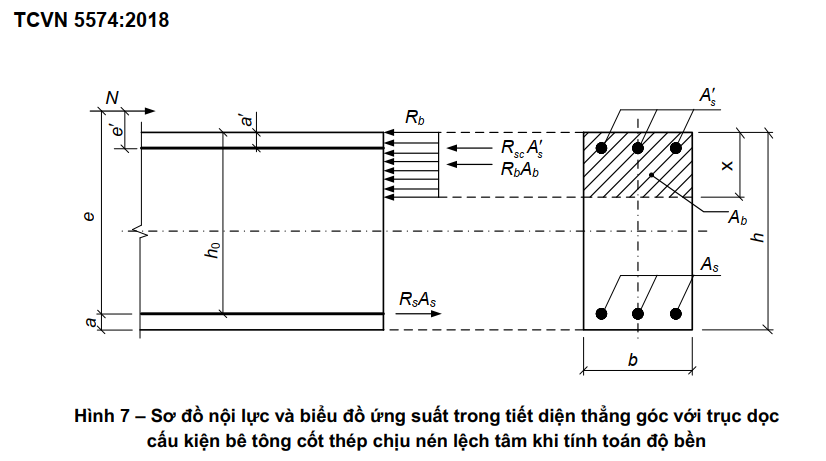 TCVN 5574:2018
N
e'
a'
R_b
R_sc A'_s
R_bA_b
A'_s
x
A_b
e
h_0
h
A_s
R_sA_s
a
b
Hình 7 – Sơ đồ nội lực và biểu đồ ứng suất trong tiết diện thẳng góc với trục dọc
cấu kiện bê tông cốt thép chịu nén lệch tâm khi tính toán độ bền